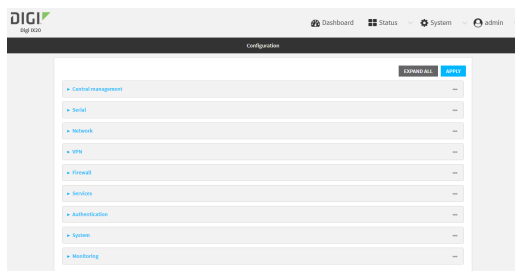 DIGI
Digi IX20
Dashboard Status System admin
Configuration
EXPAND ALL APPLY
Central management
Serial
Network
VPN
Firewall
Services
Authentication
System
Monitoring